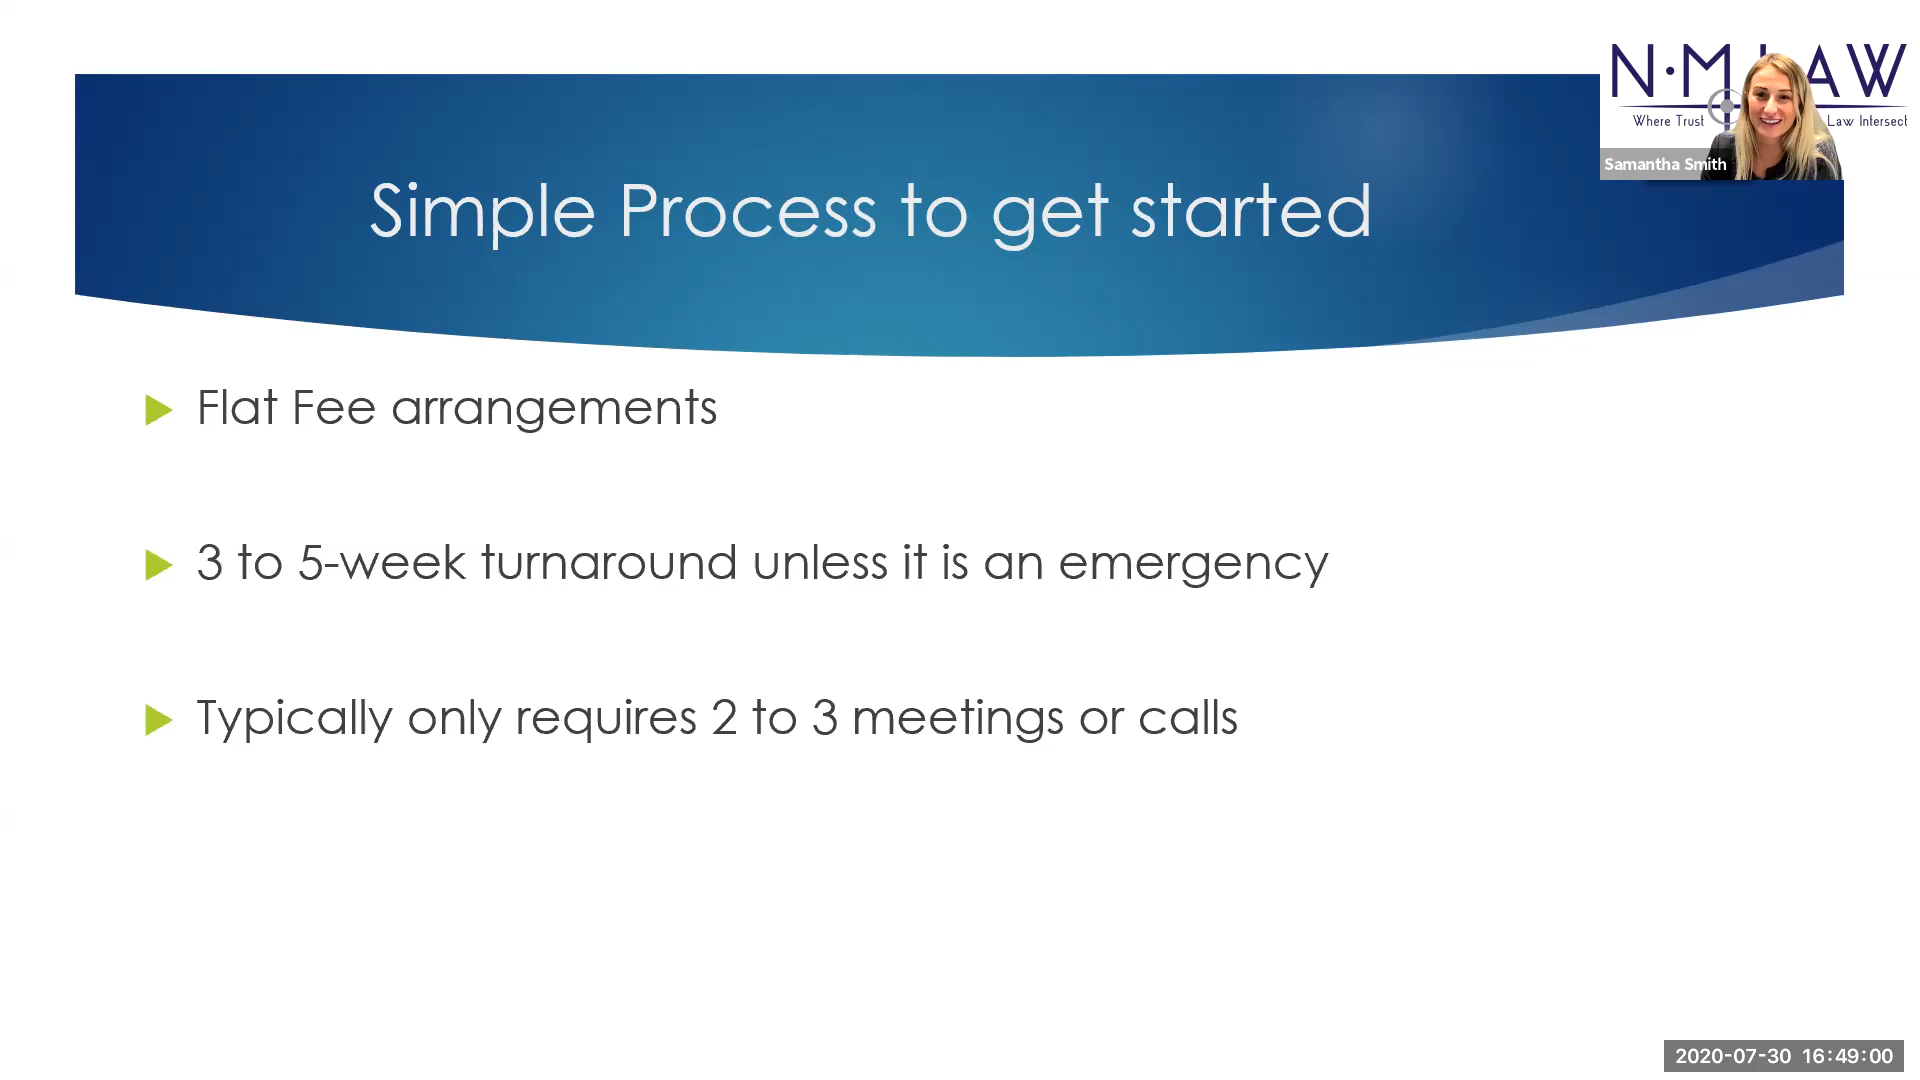 N·M LAW
Where Trust Law Intersect
Samantha Smith
Simple Process to get started
Flat Fee arrangements
3 to 5-week turnaround unless it is an emergency
Typically only requires 2 to 3 meetings or calls
2020-07-30 16:49:00